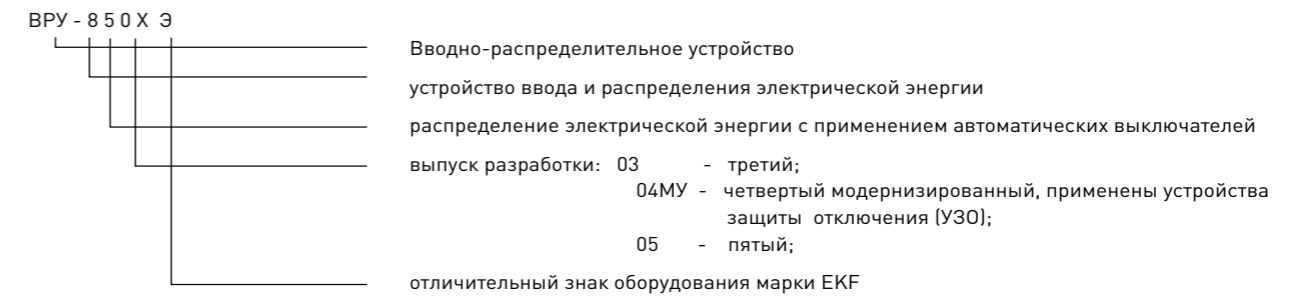 ВРУ - 8 5 0 Х Э
Вводно-распределительное устройство
устройство ввода и распределения электрической энергии
распределение электрической энергии с применением автоматических выключателей
выпуск разработки: 03 - третий;
04МУ - четвертый модернизированный, применены устройства
защиты отключения (УЗО);
05 - пятый;
отличительный знак оборудования марки EKF